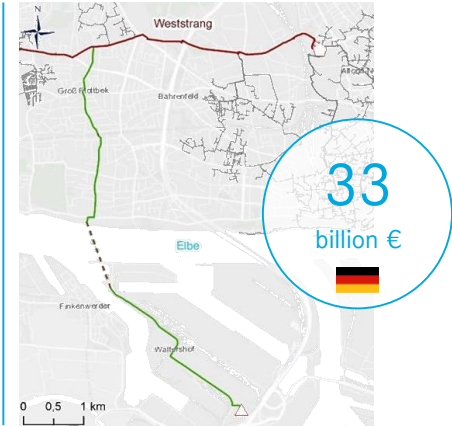 N
Weststrang
Groß Flottbek
Bahrenfeld
33
billion €
Elbe
Finkenwerder
Waltershof
0 0,5 1 km